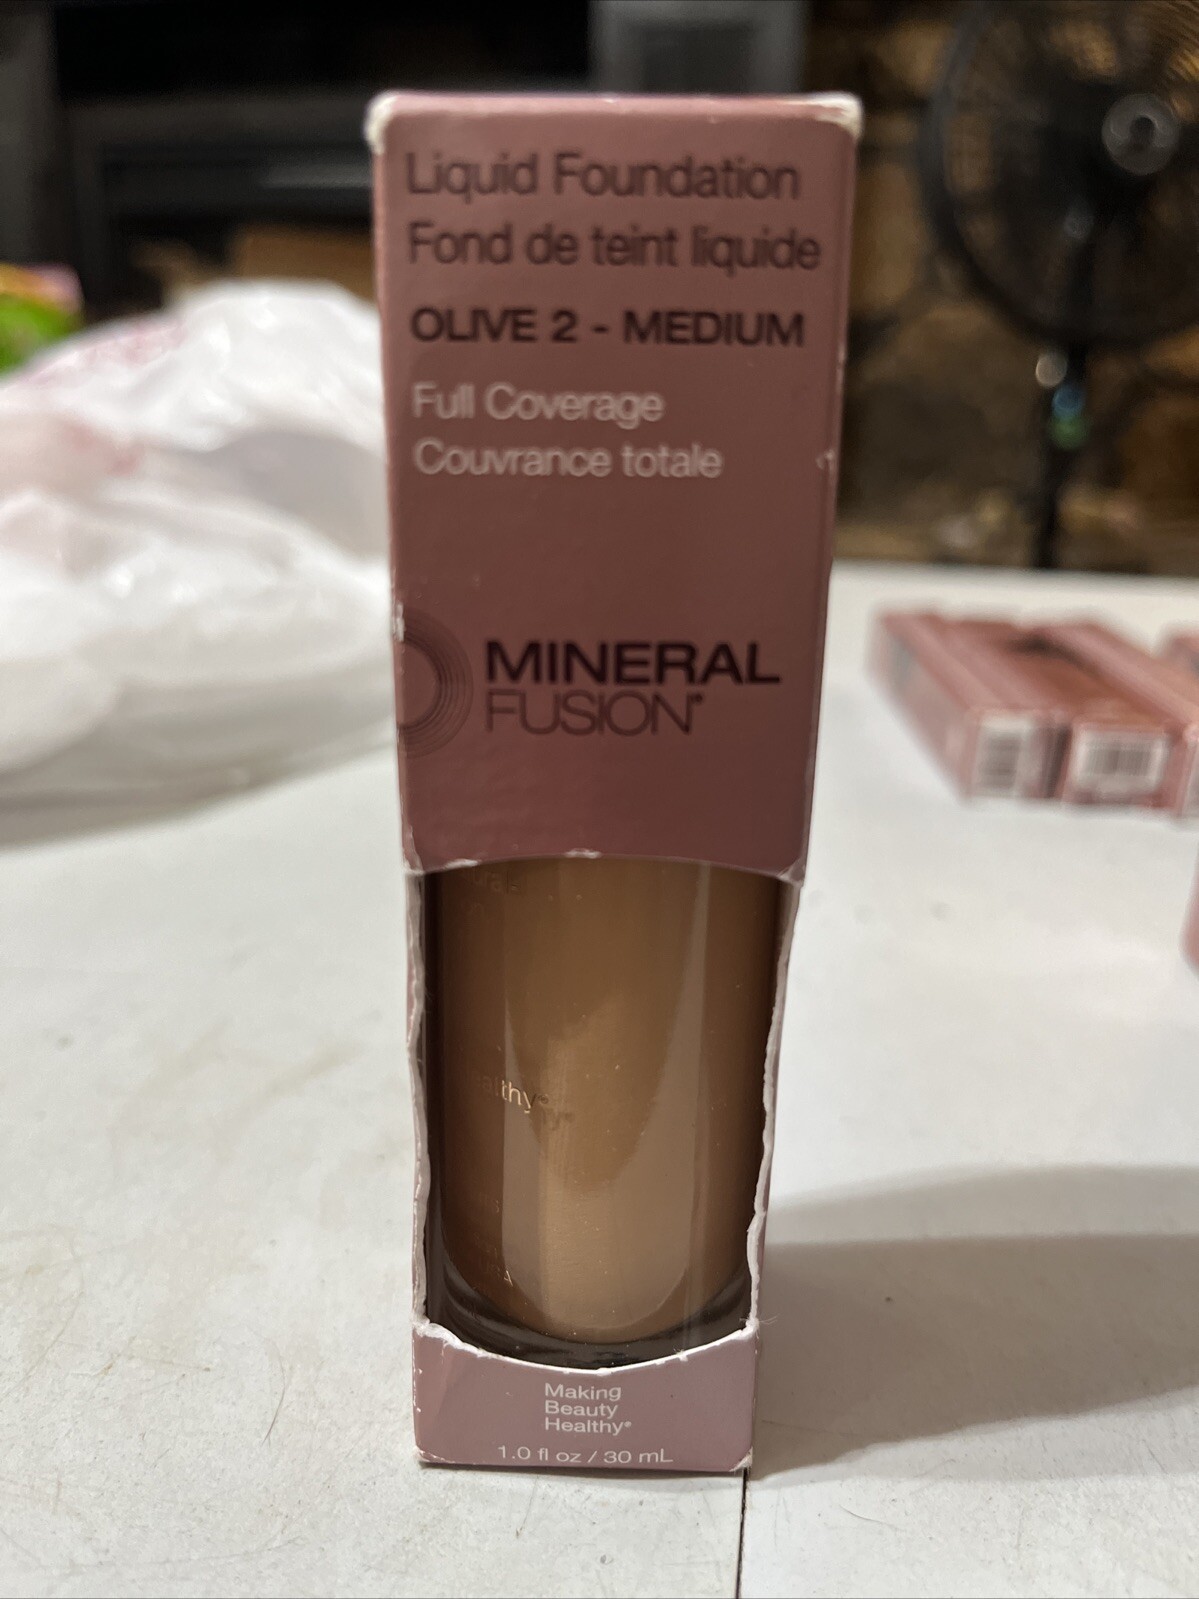 Liquid Foundation
Fond de teint liquide
OLIVE 2 - MEDIUM
Full Coverage
Couvrance totale
MINERAL
FUSION®
Making
Beauty
Healthy®
1.0 fl oz / 30 mL